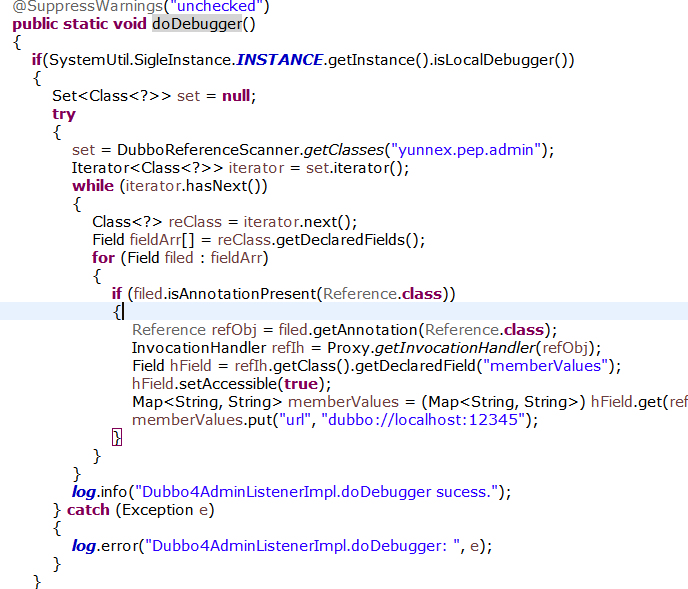 @SuppressWarnings("unchecked")
public static void doDebugger()
{
if(SystemUtil.SigleInstance.INSTANCE.getInstance().isLocalDebugger())
{
Set<Class<?>> set = null;
try
{
set = DubboReferenceScanner.getClasses("yunnex.pep.admin");
Iterator<Class<?>> iterator = set.iterator();
while (iterator.hasNext())
{
Class<?> reClass = iterator.next();
Field fieldArr[] = reClass.getDeclaredFields();
for (Field filed : fieldArr)
{
if (filed.isAnnotationPresent(Reference.class))
{
Reference refObj = filed.getAnnotation(Reference.class);
InvocationHandler refIh = Proxy.getInvocationHandler(refObj);
Field hField = refIh.getClass().getDeclaredField("memberValues");
hField.setAccessible(true);
Map<String, String> memberValues = (Map<String, String>) hField.get(ref
memberValues.put("url", "dubbo://localhost:12345");
}
}
}
log.info("Dubbo4AdminListenerImpl.doDebugger sucess.");
} catch (Exception e)
{
log.error("Dubbo4AdminListenerImpl.doDebugger: ", e);
}
}